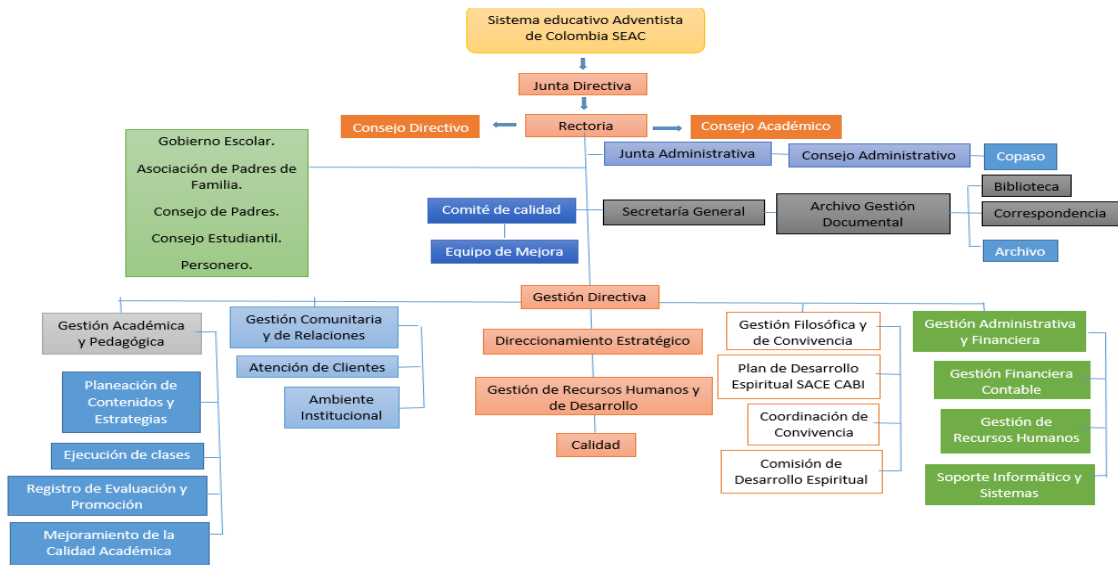 Sistema educativo Adventista
de Colombia SEAC
Junta Directiva
Consejo Directivo
Rectoria
Consejo Académico
Gobierno Escolar.
Asociación de Padres de
Familia.
Consejo de Padres.
Consejo Estudiantil.
Personero.
Junta Administrativa
Consejo Administrativo
Copaso
Comité de calidad
Equipo de Mejora
Secretaría General
Archivo Gestión
Documental
Biblioteca
Correspondencia
Archivo
Gestión Directiva
Gestión Académica
y Pedagógica
Planeación de
Contenidos y
Estrategias
Ejecución de clases
Registro de Evaluación y
Promoción
Mejoramiento de la
Calidad Académica
Gestión Comunitaria
y de Relaciones
Atención de Clientes
Ambiente
Institucional
Direccionamiento Estratégico
Gestión de Recursos Humanos y
de Desarrollo
Calidad
Gestión Filosófica y
de Convivencia
Plan de Desarrollo
Espiritual SACE CABI
Coordinación de
Convivencia
Comisión de
Desarrollo Espiritual
Gestión Administrativa
y Financiera
Gestión Financiera
Contable
Gestión de
Recursos Humanos
Soporte Informático y
Sistemas